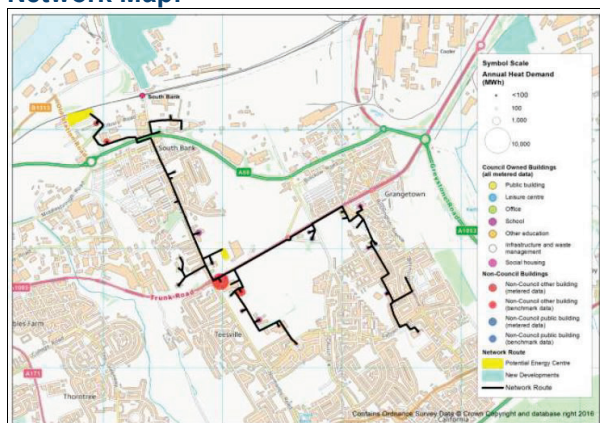 Network Map:
South Bank
B1513
South Bank
A66
Grangetown
A1053
Trunk Road
Teesville
A171
Thorntree
California
Symbol Scale
Annual Heat Demand
(MWh)
<100
100
1,000
10,000
Council Owned Buildings
(all metered data)
Public building
Leisure centre
Office
School
Other education
Infrastructure and waste
management
Social housing
Non-Council Buildings
Non-Council other building
(metered data)
Non-Council other building
(benchmark data)
Non-Council public building
(metered data)
Non-Council public building
(benchmark data)
Network Route
Potential Energy Centre
New Developments
Network Route
Contains Ordnance Survey Data © Crown Copyright and database right 2016